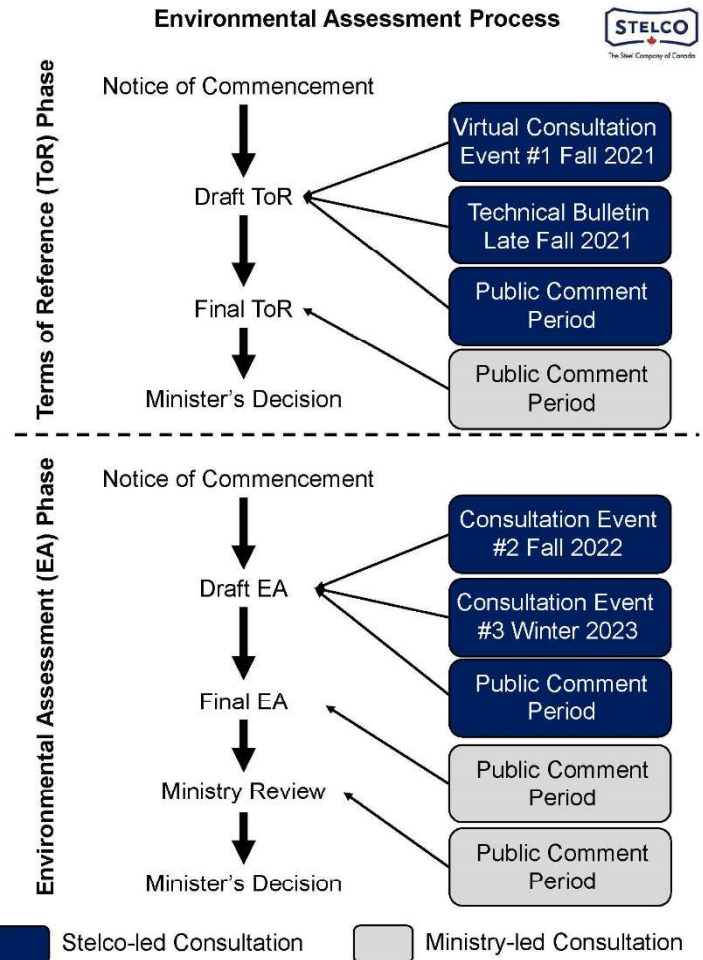 Environmental Assessment Process
STELCO
The Steel Company of Canada
Terms of Reference (ToR) Phase
Notice of Commencement
Virtual Consultation
Event #1 Fall 2021
Draft ToR
Technical Bulletin
Late Fall 2021
Public Comment
Period
Final ToR
Public Comment
Period
Minister's Decision
Environmental Assessment (EA) Phase
Notice of Commencement
Consultation Event
#2 Fall 2022
Draft EA
Consultation Event
#3 Winter 2023
Public Comment
Period
Final EA
Public Comment
Period
Ministry Review
Public Comment
Period
Minister's Decision
Stelco-led Consultation
Ministry-led Consultation